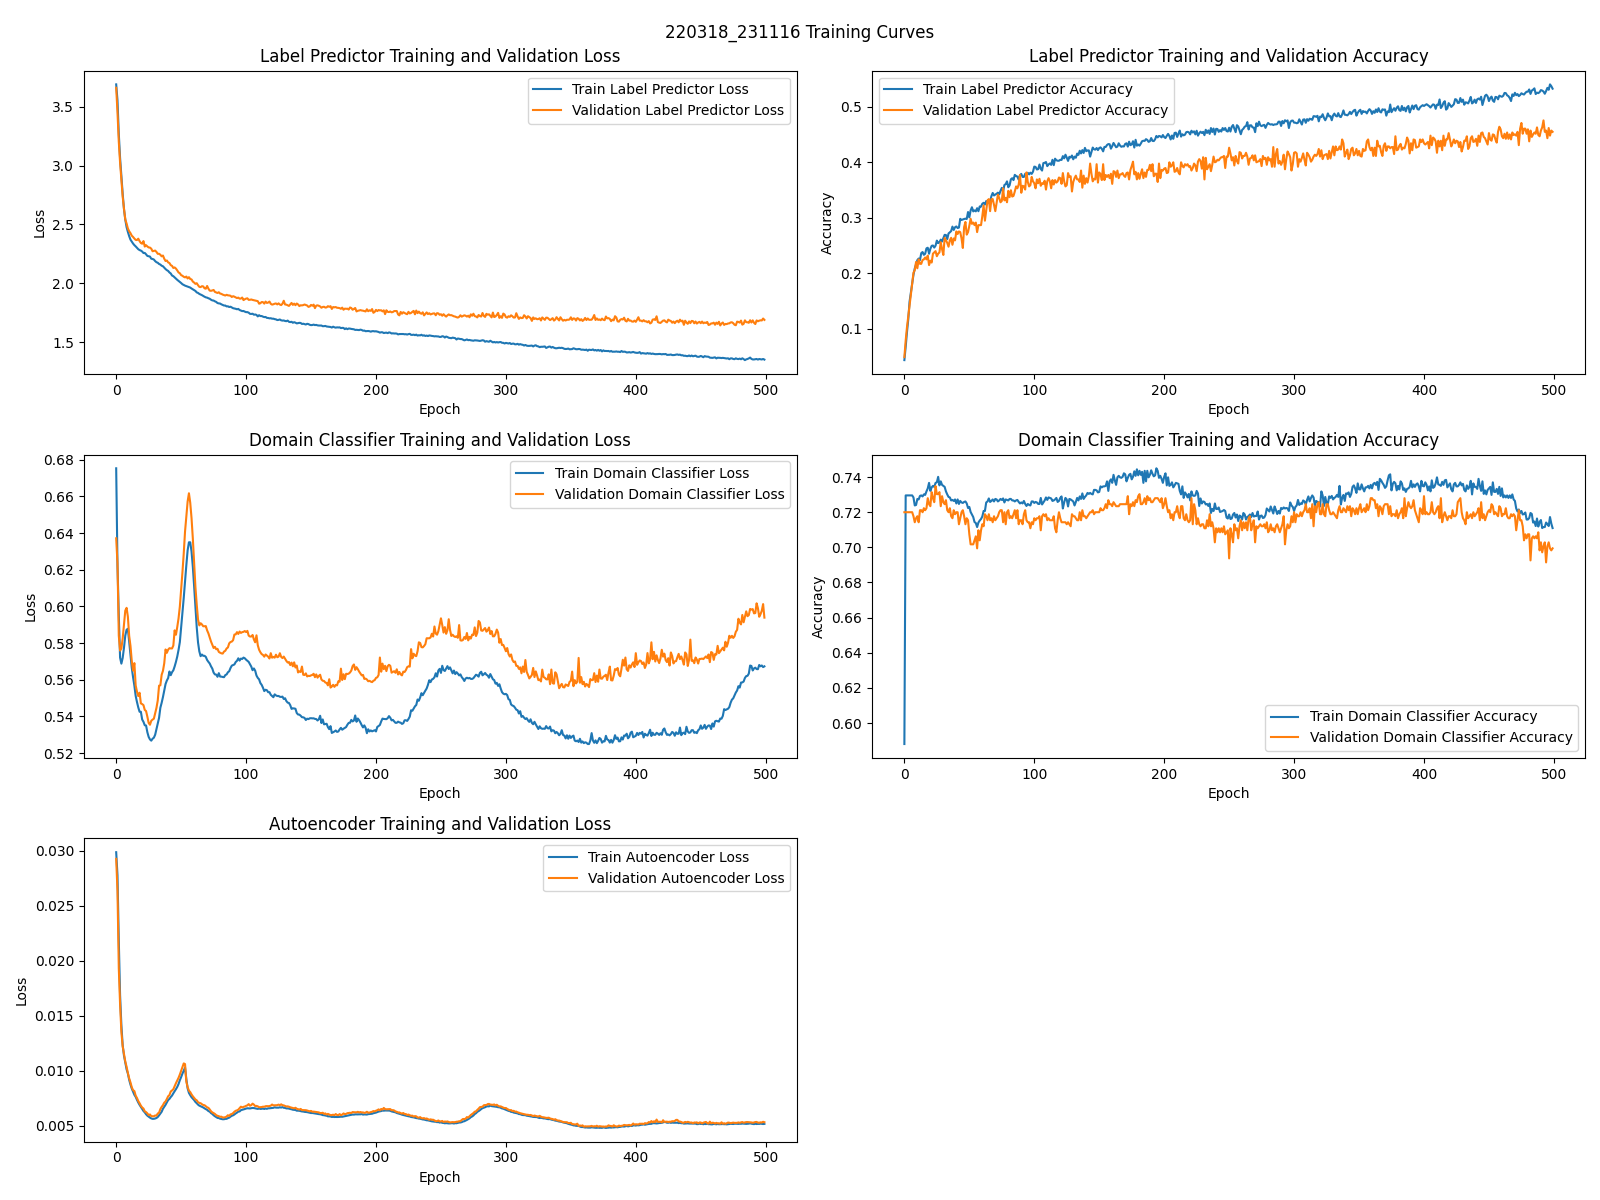 220318_231116 Training Curves
Label Predictor Training and Validation Loss
Train Label Predictor Loss
Validation Label Predictor Loss
3.5
3.0
2.5
2.0
1.5
Loss
0 100 200 300 400 500
Epoch
Label Predictor Training and Validation Accuracy
Train Label Predictor Accuracy
Validation Label Predictor Accuracy
0.5
0.4
0.3
0.2
0.1
Accuracy
0 100 200 300 400 500
Epoch
Domain Classifier Training and Validation Loss
Train Domain Classifier Loss
Validation Domain Classifier Loss
0.68
0.66
0.64
0.62
0.60
0.58
0.56
0.54
0.52
Loss
0 100 200 300 400 500
Epoch
Domain Classifier Training and Validation Accuracy
0.74
0.72
0.70
0.68
0.66
0.64
0.62
0.60
Accuracy
Train Domain Classifier Accuracy
Validation Domain Classifier Accuracy
0 100 200 300 400 500
Epoch
Autoencoder Training and Validation Loss
Train Autoencoder Loss
Validation Autoencoder Loss
0.030
0.025
0.020
0.015
0.010
0.005
Loss
0 100 200 300 400 500
Epoch